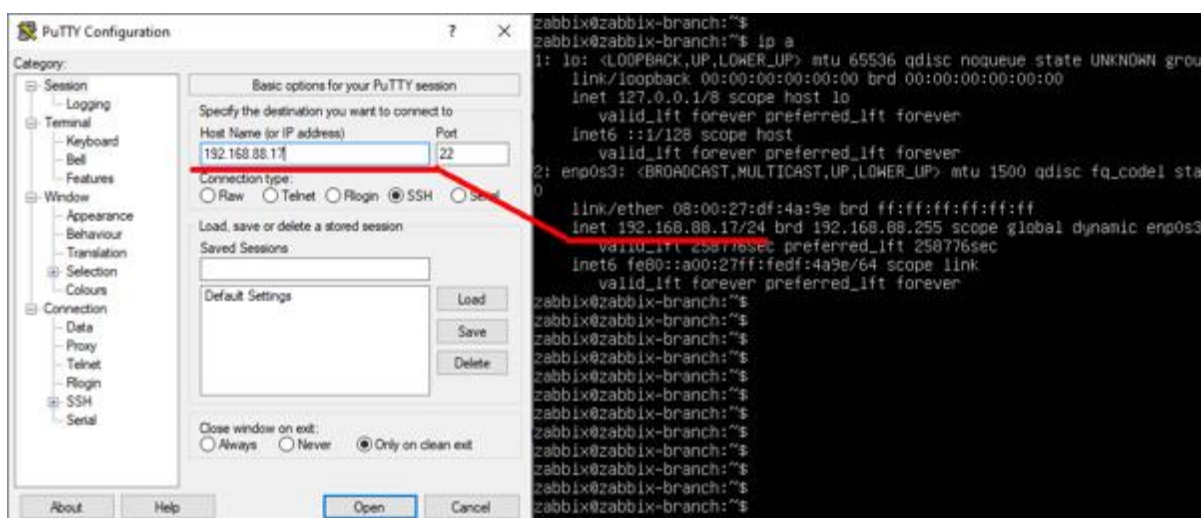 PuTTY Configuration
?
×
Category:
Session
Logging
Terminal
Keyboard
Bell
Features
Window
Appearance
Behaviour
Translation
Selection
Colours
Connection
Data
Proxy
Telnet
Rlogin
SSH
Serial
Basic options for your PuTTY session
Specify the destination you want to connect to
Host Name (or IP address) Port
192.168.88.17 22
Connection type:
Raw Telnet Rlogin SSH Serial
Load, save or delete a stored session
Saved Sessions
Default Settings
Load
Save
Delete
Close window on exit:
Always Never Only on clean exit
About Help Open Cancel
zabbix@zabbix-branch:~$
zabbix@zabbix-branch:~$ ip a
1: lo: <LOOPBACK,UP,LOWER_UP> mtu 65536 qdisc noqueue state UNKNOWN grou
link/loopback 00:00:00:00:00:00 brd 00:00:00:00:00:00
inet 127.0.0.1/8 scope host lo
valid_lft forever preferred_lft forever
inet6 ::1/128 scope host
valid_lft forever preferred_lft forever
2: enp0s3: <BROADCAST,MULTICAST,UP,LOWER_UP> mtu 1500 qdisc fq_codel sta
0
link/ether 08:00:27:df:4a:9e brd ff:ff:ff:ff:ff:ff
inet 192.168.88.17/24 brd 192.168.88.255 scope global dynamic enp0s3
valid_lft 258776sec preferred_lft 258776sec
inet6 fe80::a00:27ff:fedf:4a9e/64 scope link
valid_lft forever preferred_lft forever
zabbix@zabbix-branch:~$
zabbix@zabbix-branch:~$
zabbix@zabbix-branch:~$
zabbix@zabbix-branch:~$
zabbix@zabbix-branch:~$
zabbix@zabbix-branch:~$
zabbix@zabbix-branch:~$
zabbix@zabbix-branch:~$
zabbix@zabbix-branch:~$
zabbix@zabbix-branch:~$
zabbix@zabbix-branch:~$
zabbix@zabbix-branch:~$